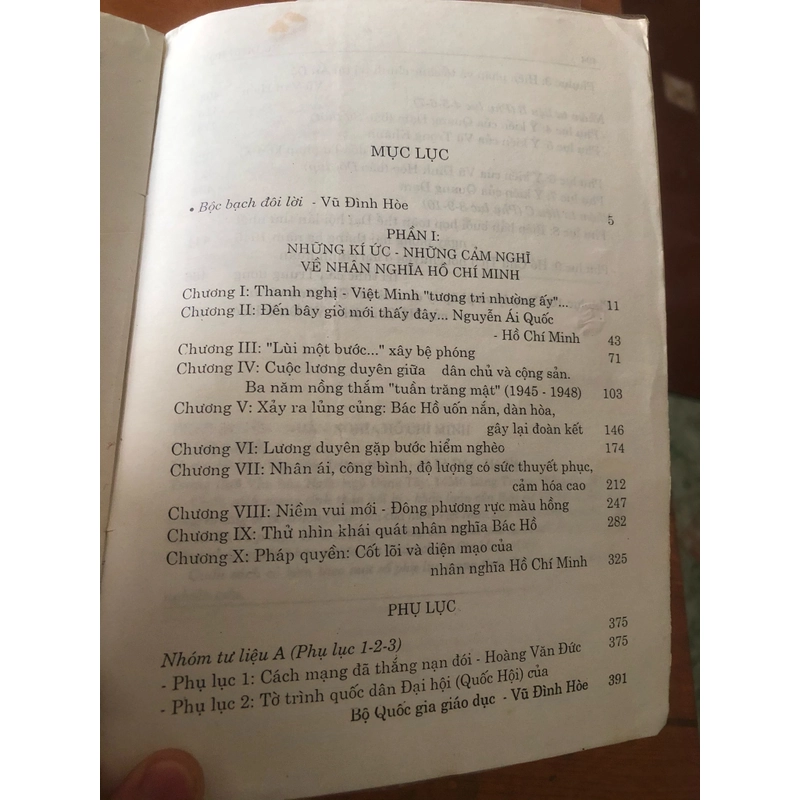 MỤC LỤC
• Bộc bạch đôi lời - Vũ Đình Hòe 5
PHẦN I:
NHỮNG KÍ ỨC - NHỮNG CẢM NGHĨ
VỀ NHÂN NGHĨA HỒ CHÍ MINH
Chương I: Thanh nghị - Việt Minh "tương tri nhường ấy"... 11
Chương II: Đến bây giờ mới thấy đây... Nguyễn Ái Quốc
- Hồ Chí Minh 43
Chương III: "Lùi một bước..." xây bệ phóng 71
Chương IV: Cuộc lương duyên giữa dân chủ và cộng sản.
Ba năm nồng thắm "tuần trăng mật" (1945 - 1948) 103
Chương V: Xảy ra lủng củng: Bác Hồ uốn nắn, dàn hòa,
gây lại đoàn kết 146
Chương VI: Lương duyên gặp bước hiểm nghèo 174
Chương VII: Nhân ái, công bình, độ lượng có sức thuyết phục,
cảm hóa cao 212
Chương VIII: Niềm vui mới - Đông phương rực màu hồng 247
Chương IX: Thử nhìn khái quát nhân nghĩa Bác Hồ 282
Chương X: Pháp quyền: Cốt lõi và diện mạo của
nhân nghĩa Hồ Chí Minh 325
PHỤ LỤC
Nhóm tư liệu A (Phụ lục 1-2-3) 375
- Phụ lục 1: Cách mạng đã thắng nạn đói - Hoàng Văn Đức 375
- Phụ lục 2: Tờ trình quốc dân Đại hội (Quốc Hội) của
Bộ Quốc gia giáo dục - Vũ Đình Hòe 391